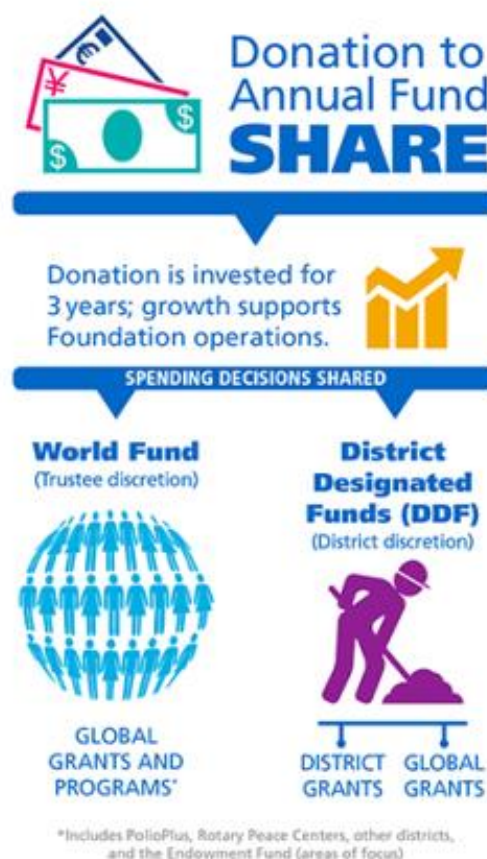 Donation to
Annual Fund
SHARE
¥
€
$
$
Donation is invested for
3 years; growth supports
Foundation operations.
SPENDING DECISIONS SHARED
World Fund
(Trustee discretion)
GLOBAL
GRANTS AND
PROGRAMS*
District
Designated
Funds (DDF)
(District discretion)
DISTRICT
GRANTS
GLOBAL
GRANTS
*Includes PolioPlus, Rotary Peace Centers, other districts,
and the Endowment Fund (areas of focus)